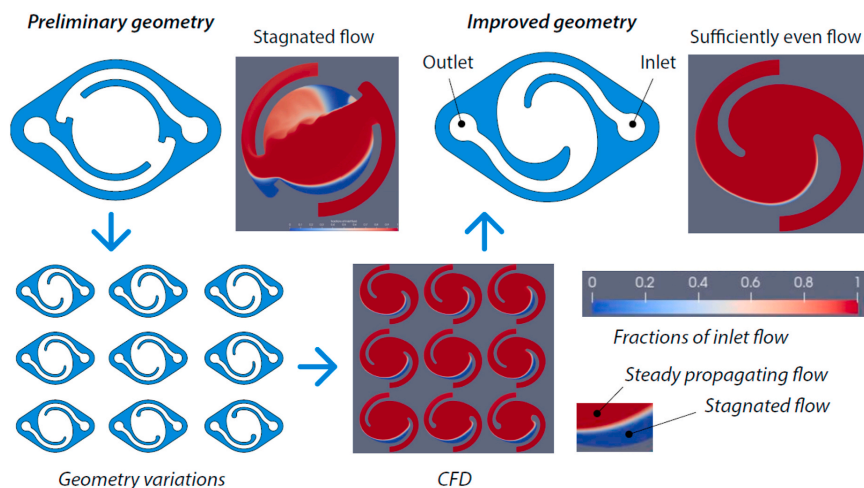 Preliminary geometry
Improved geometry
Stagnated flow
Sufficiently even flow
Outlet
Inlet
0 0.2 0.4 0.6 0.8 1
Fractions of inlet flow
Steady propagating flow
Stagnated flow
Geometry variations
CFD